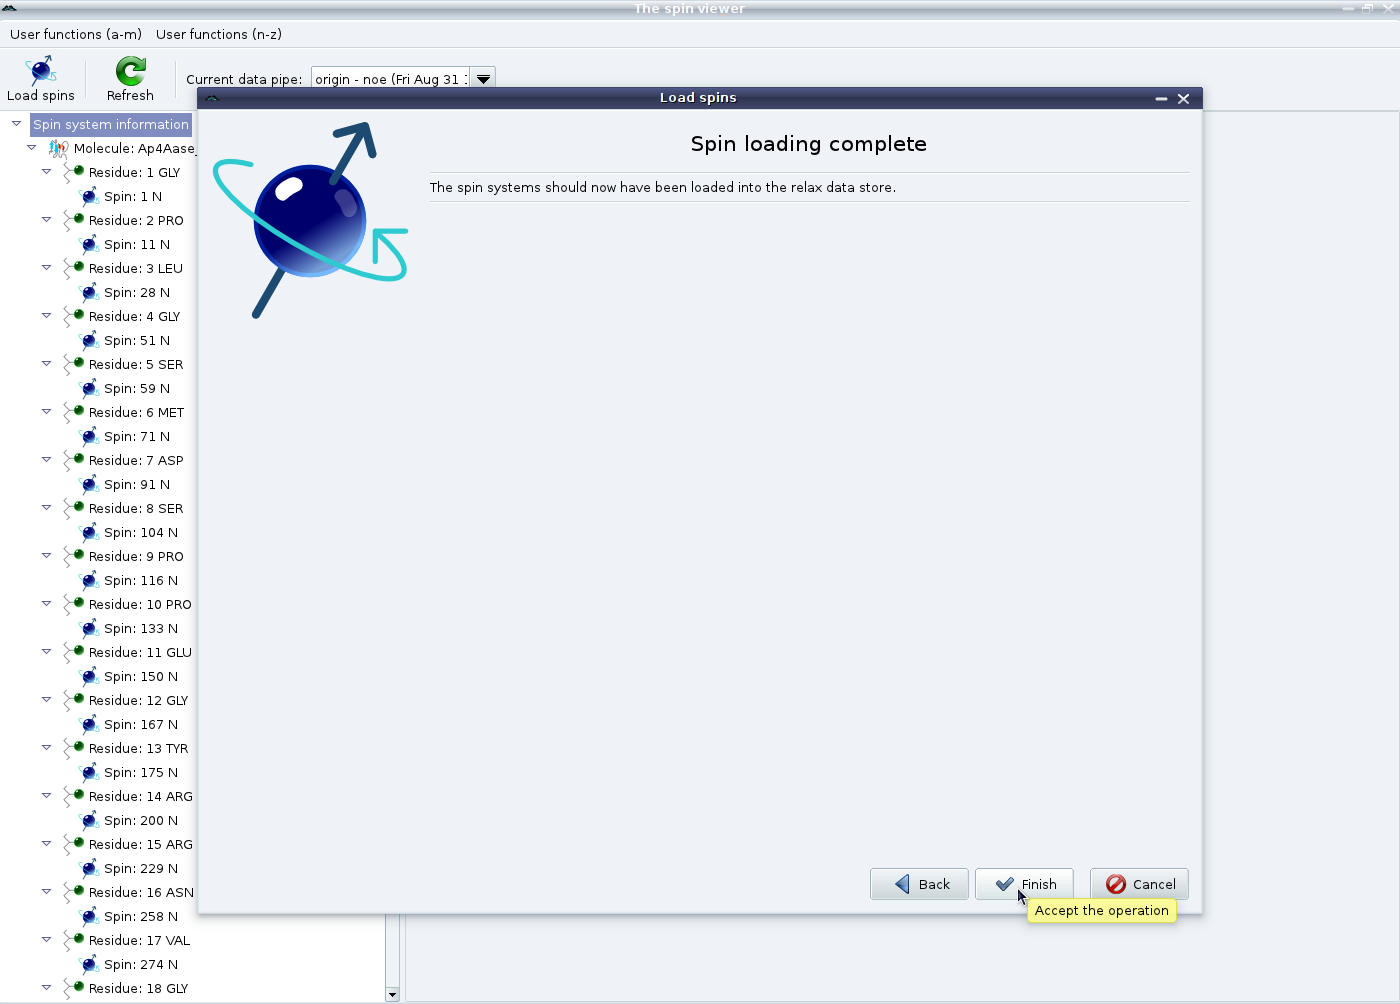 The spin viewer
User functions (a-m) User functions (n-z)
Load spins
Refresh
Current data pipe:
origin - noe (Fri Aug 31
Load spins
Spin loading complete
The spin systems should now have been loaded into the relax data store.
Spin system information
Molecule: Ap4Aase_
Residue: 1 GLY
Spin: 1 N
Residue: 2 PRO
Spin: 11 N
Residue: 3 LEU
Spin: 28 N
Residue: 4 GLY
Spin: 51 N
Residue: 5 SER
Spin: 59 N
Residue: 6 MET
Spin: 71 N
Residue: 7 ASP
Spin: 91 N
Residue: 8 SER
Spin: 104 N
Residue: 9 PRO
Spin: 116 N
Residue: 10 PRO
Spin: 133 N
Residue: 11 GLU
Spin: 150 N
Residue: 12 GLY
Spin: 167 N
Residue: 13 TYR
Spin: 175 N
Residue: 14 ARG
Spin: 200 N
Residue: 15 ARG
Spin: 229 N
Residue: 16 ASN
Spin: 258 N
Residue: 17 VAL
Spin: 274 N
Residue: 18 GLY
Back
Finish
Cancel
Accept the operation